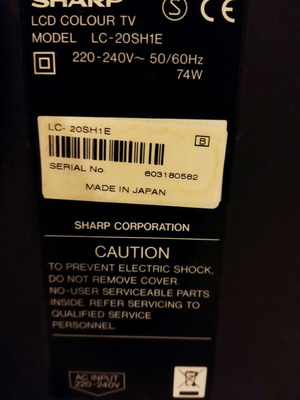 SHARP
LCD COLOUR TV
MODEL LC-20SH1E
220-240V~ 50/60Hz
74W
S CE
LC- 20SH1E
B
SERIAL No. 603180582
MADE IN JAPAN
SHARP CORPORATION
CAUTION
TO PREVENT ELECTRIC SHOCK,
DO NOT REMOVE COVER.
NO-USER SERVICEABLE PARTS
INSIDE. REFER SERVICING TO
QUALIFIED SERVICE
PERSONNEL.
AC INPUT
220-240V